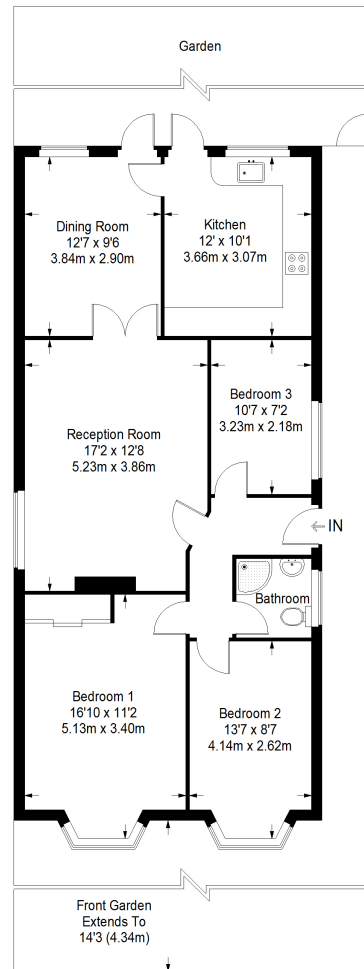 Garden
Dining Room
12'7 x 9'6
3.84m x 2.90m
Kitchen
12' x 10'1
3.66m x 3.07m
Bedroom 3
10'7 x 7'2
3.23m x 2.18m
Reception Room
17'2 x 12'8
5.23m x 3.86m
IN
Bathroom
Bedroom 1
16'10 x 11'2
5.13m x 3.40m
Bedroom 2
13'7 x 8'7
4.14m x 2.62m
Front Garden
Extends To
14'3 (4.34m)